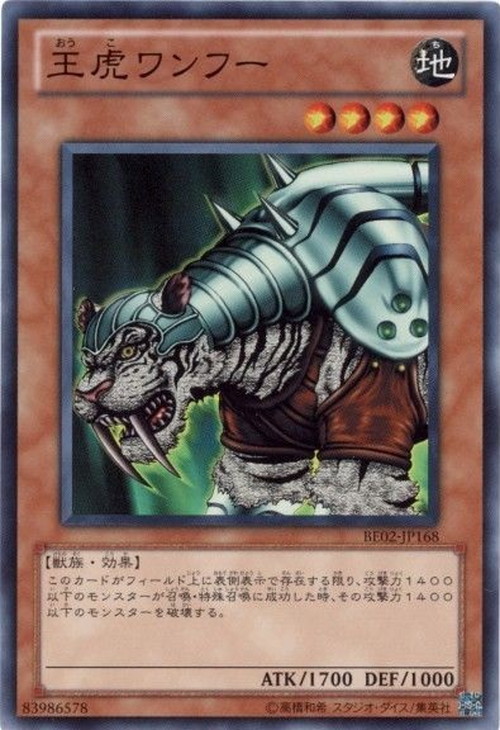 おう こ
王虎ワンフー
ち
地
BE02-JP168
【獣族・効果】
このカードがフィールド上に表側表示で存在する限り、攻撃力１４００
以下のモンスターが召喚・特殊召喚に成功した時、その攻撃力１４００
以下のモンスターを破壊する。
ATK/1700 DEF/1000
83986578
©高橋和希 スタジオ・ダイス/集英社